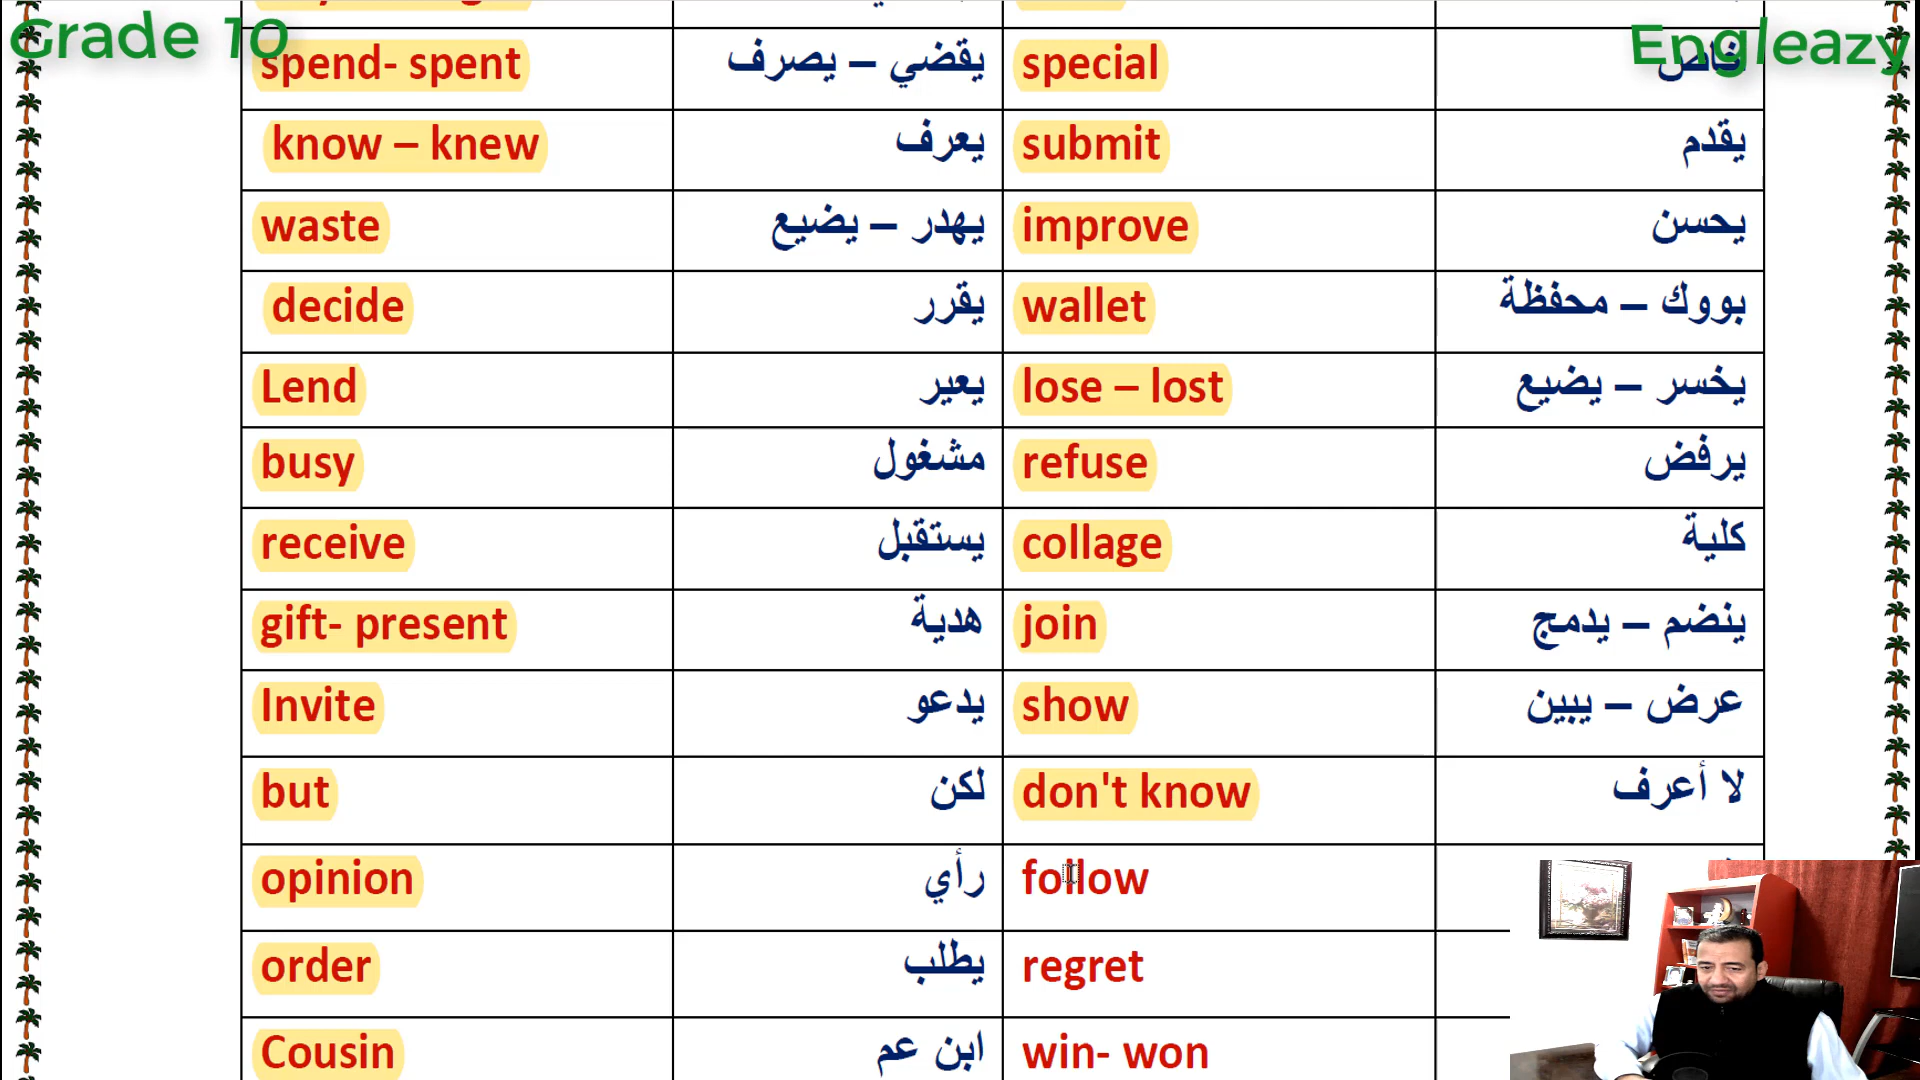 Grade 10
Engleazy
spend- spent يقضي – يصرف special خاص
know – knew يعرف submit يقدم
waste يهدر – يضيع improve يحسن
decide يقرر wallet بووك – محفظة
Lend يعير lose – lost يخسر – يضيع
busy مشغول refuse يرفض
receive يستقبل collage كلية
gift- present هدية join ينضم – يدمج
Invite يدعو show عرض – يبين
but لكن don't know لا أعرف
opinion رأي follow
order يطلب regret
Cousin ابن عم win- won